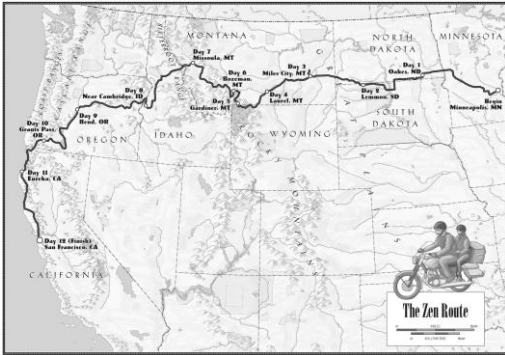 MONTANA
NORTH
DAKOTA
MINNESOTA
Day 7
Missoula, MT
Day 3
Miles City, MT
Day 1
Oakes, ND
Day 6
Bozeman,
MT
Day 8
Near Cambridge, ID
Day 2
Lemmon, SD
Begin
Minneapolis, MN
Day 5
Gardiner, MT
Day 4
Laurel, MT
Day 9
Bend, OR
Day 10
Grants Pass,
OR
SOUTH
DAKOTA
OREGON
IDAHO
WYOMING
ROCKY MOUNTAINS
Day 11
Eureka, CA
Day 12 (Finish)
San Francisco, CA
CALIFORNIA
The Zen Route